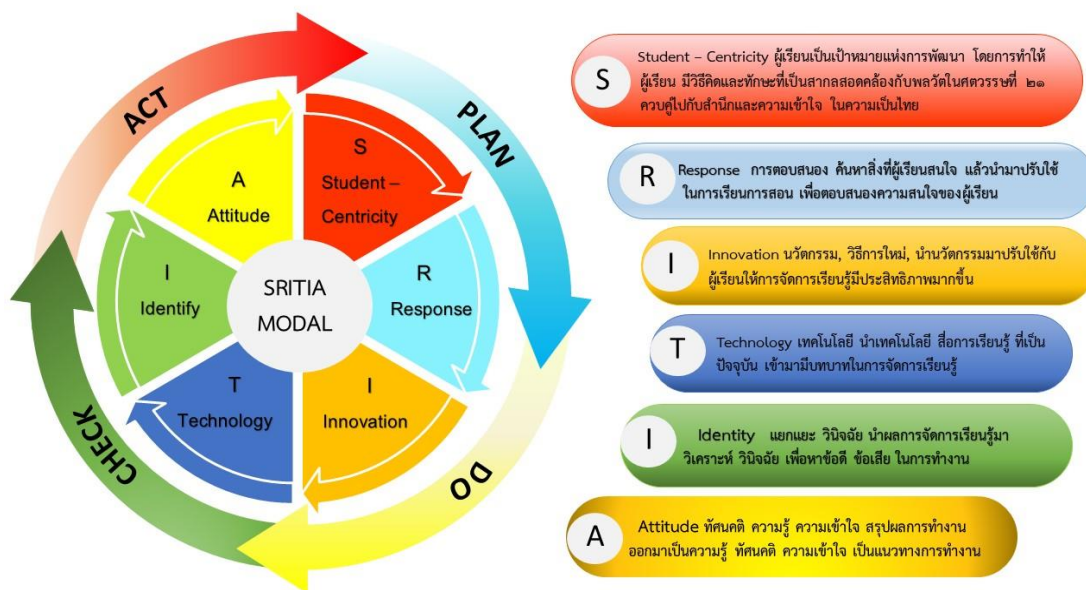 ACT
PLAN
DO
CHECK
A
Attitude
S
Student –
Centricity
I
Identify
R
Response
T
Technology
I
Innovation
SRITIA
MODAL
S
Student – Centricity ผู้เรียนเป็นเป้าหมายแห่งการพัฒนา โดยการทำให้
ผู้เรียน มีวิธีคิดและทักษะที่เป็นสากลสอดคล้องกับพลวัตในศตวรรษที่ ๒๑
ควบคู่ไปกับสำนึกและความเข้าใจ ในความเป็นไทย
R
Response การตอบสนอง ค้นหาสิ่งที่ผู้เรียนสนใจ แล้วนำมาปรับใช้
ในการเรียนการสอน เพื่อตอบสนองความสนใจของผู้เรียน
I
Innovation นวัตกรรม, วิธีการใหม่, นำนวัตกรรมมาปรับใช้กับ
ผู้เรียนให้การจัดการเรียนรู้มีประสิทธิภาพมากขึ้น
T
Technology เทคโนโลยี นำเทคโนโลยี สื่อการเรียนรู้ ที่เป็น
ปัจจุบัน เข้ามามีบทบาทในการจัดการเรียนรู้
I
Identity แยกแยะ วินิจฉัย นำผลการจัดการเรียนรู้มา
วิเคราะห์ วินิจฉัย เพื่อหาข้อดี ข้อเสีย ในการทำงาน
A
Attitude ทัศนคติ ความรู้ ความเข้าใจ สรุปผลการทำงาน
ออกมาเป็นความรู้ ทัศนคติ ความเข้าใจ เป็นแนวทางการทำงาน